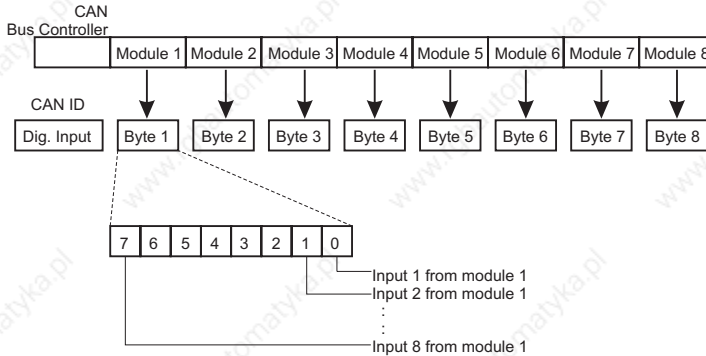 CAN
Bus Controller
Module 1 Module 2 Module 3 Module 4 Module 5 Module 6 Module 7 Module 8
CAN ID
Dig. Input Byte 1 Byte 2 Byte 3 Byte 4 Byte 5 Byte 6 Byte 7 Byte 8
7 6 5 4 3 2 1 0
Input 1 from module 1
Input 2 from module 1
:
:
Input 8 from module 1